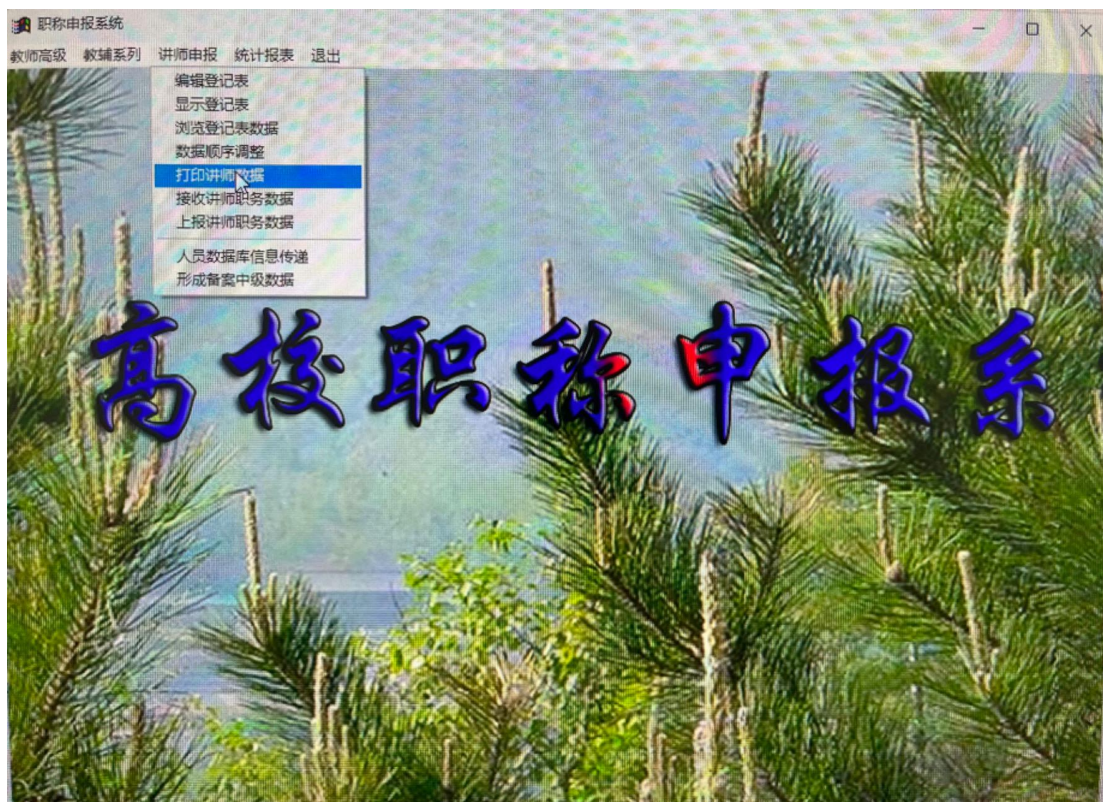 职称申报系统
教师高级 教辅系列 讲师申报 统计报表 退出
编辑登记表
显示登记表
浏览登记表数据
数据顺序调整
打印讲师数据
接收讲师职务数据
上报讲师职务数据
人员数据库信息传递
形成备案中级数据
高校职称申报系